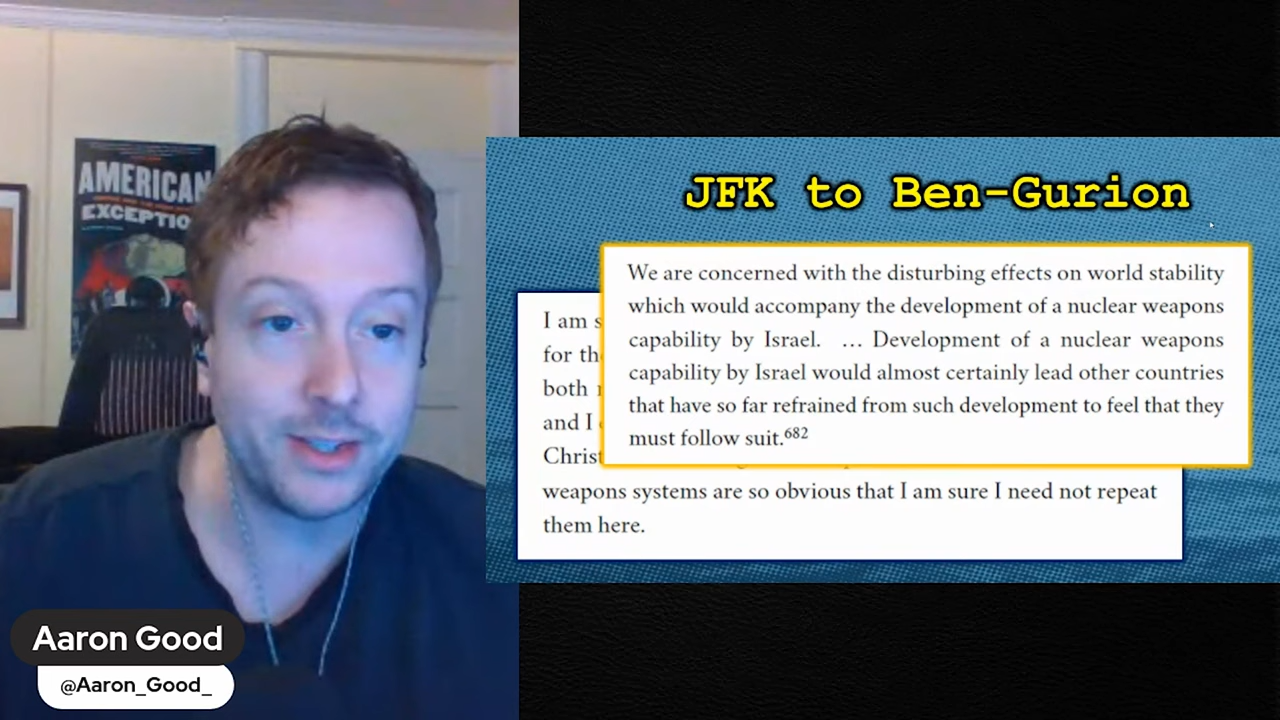 AMERICAN
EXCEPTIO
JFK to Ben-Gurion
We are concerned with the disturbing effects on world stability
which would accompany the development of a nuclear weapons
capability by Israel. … Development of a nuclear weapons
capability by Israel would almost certainly lead other countries
that have so far refrained from such development to feel that they
must follow suit.682
I am s
for th
both
and I
Christ
weapons systems are so obvious that I am sure I need not repeat
them here.
Aaron Good
@Aaron_Good_